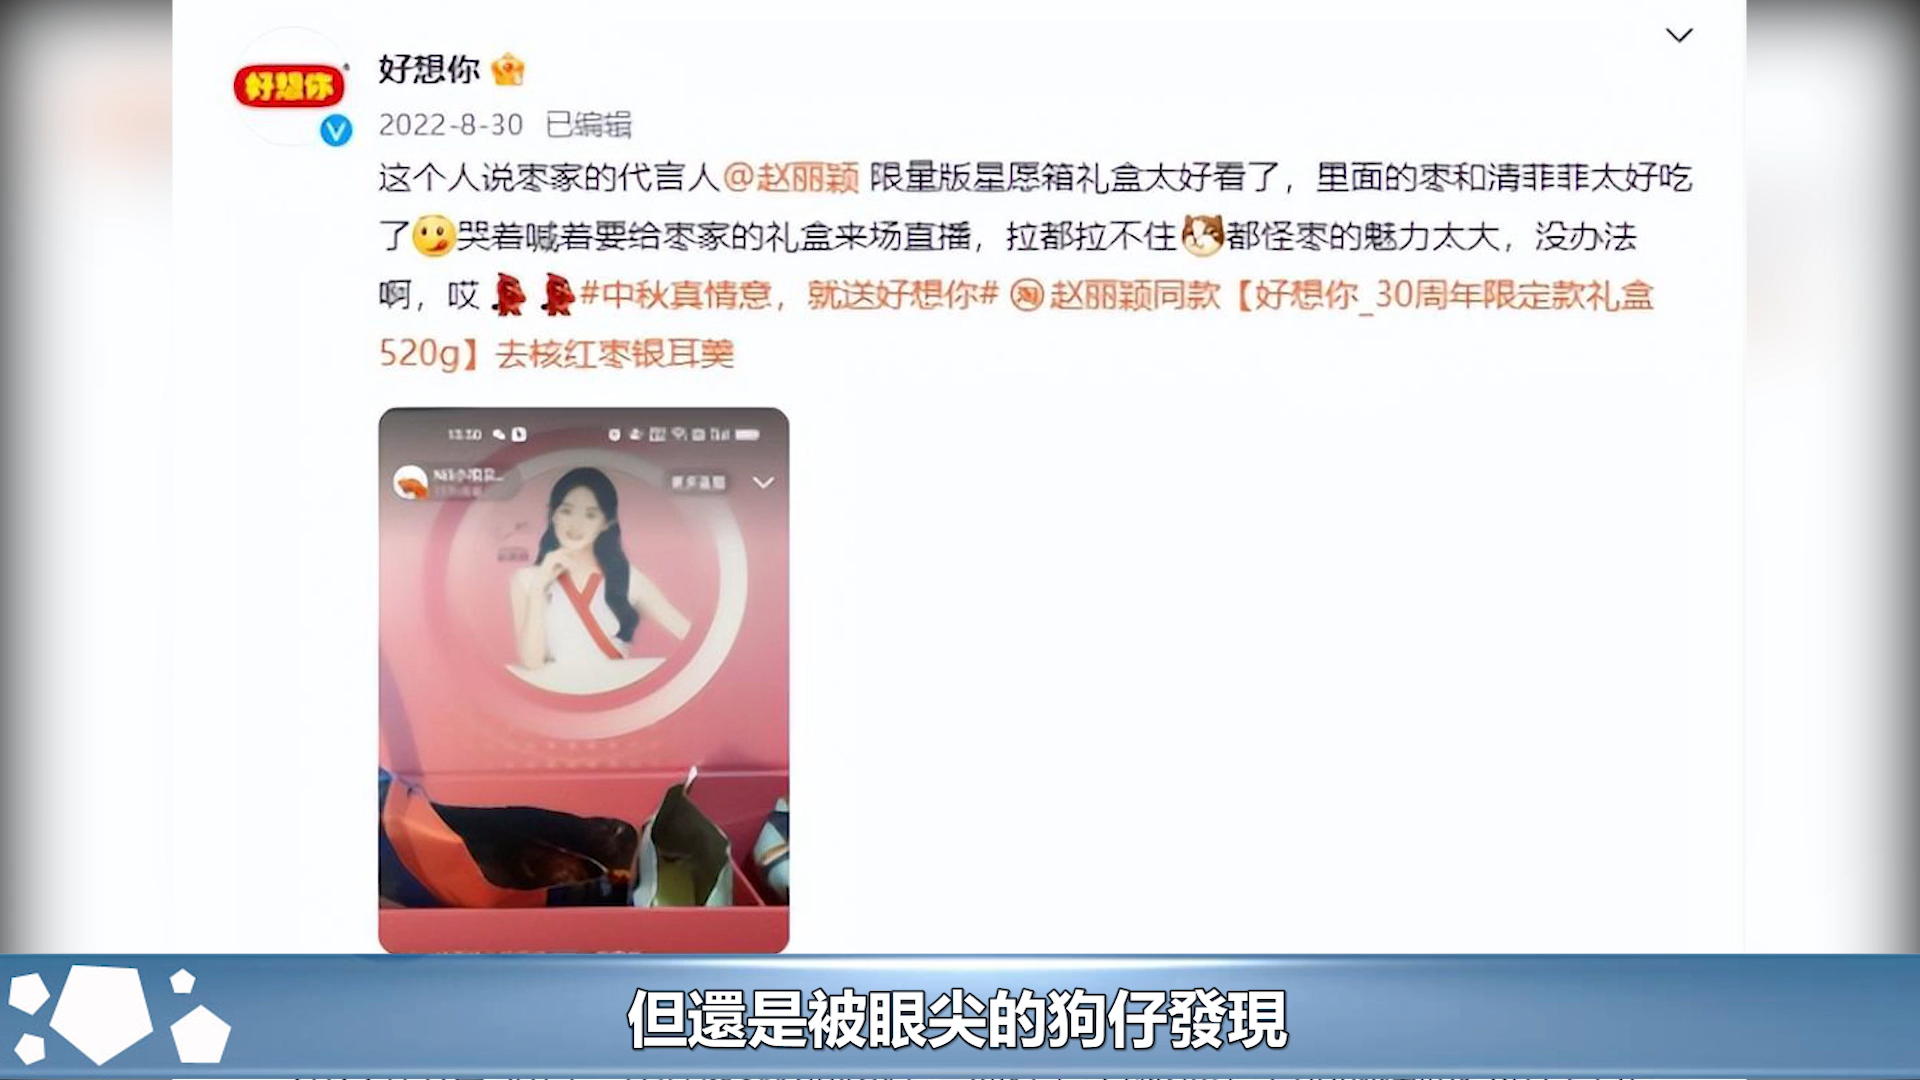 好想你
好想你
2022-8-30 已编辑
这个人说枣家的代言人@赵丽颖 限量版星愿箱礼盒太好看了，里面的枣和清菲菲太好吃
了哭着喊着要给枣家的礼盒来场直播，拉都拉不住都怪枣的魅力太大，没办法
啊，哎#中秋真情意，就送好想你# 赵丽颖同款【好想你_30周年限定款礼盒
520g】去核红枣银耳羹
但還是被眼尖的狗仔發現